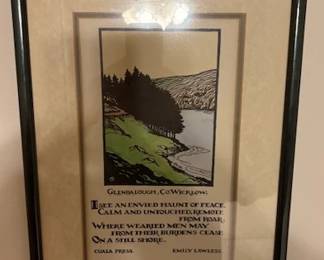 Glendalough, Co. Wicklow.
I see an envied haunt of peace,
Calm and untouched, remote
from roar,
Where wearied men may
from their burdens cease
On a still shore.
Cuala Press Emily Lawless